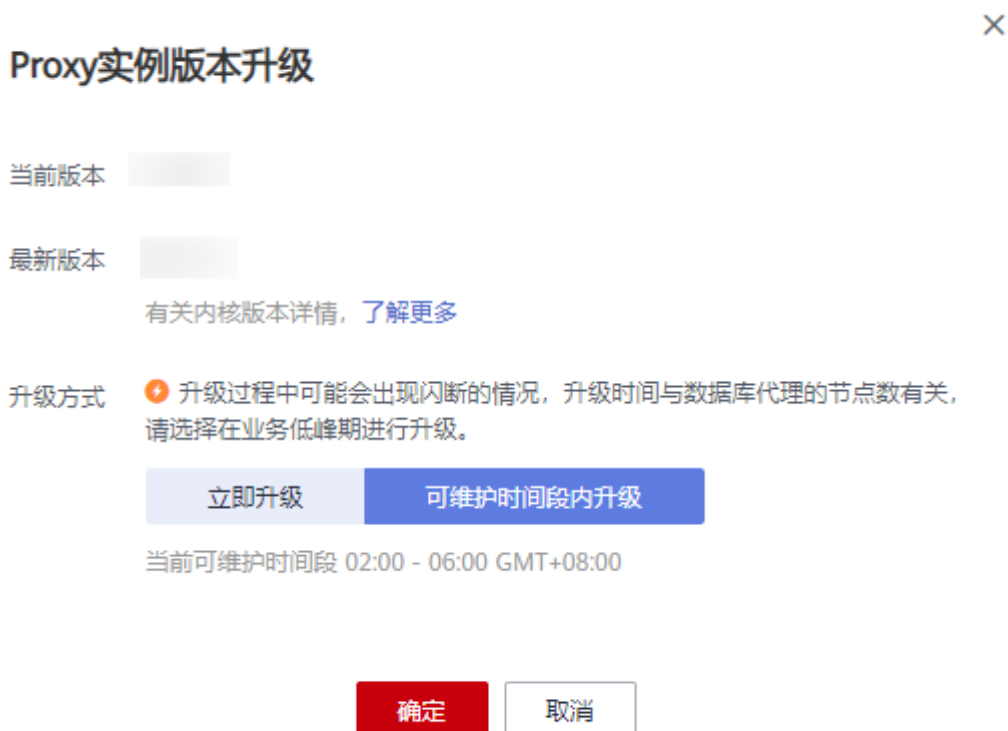 Proxy实例版本升级
当前版本
最新版本
有关内核版本详情，了解更多
升级方式
升级过程中可能会出现闪断的情况，升级时间与数据库代理的节点数有关，
请选择在业务低峰期进行升级。
立即升级 可维护时间段内升级
当前可维护时间段 02:00 - 06:00 GMT+08:00
确定 取消